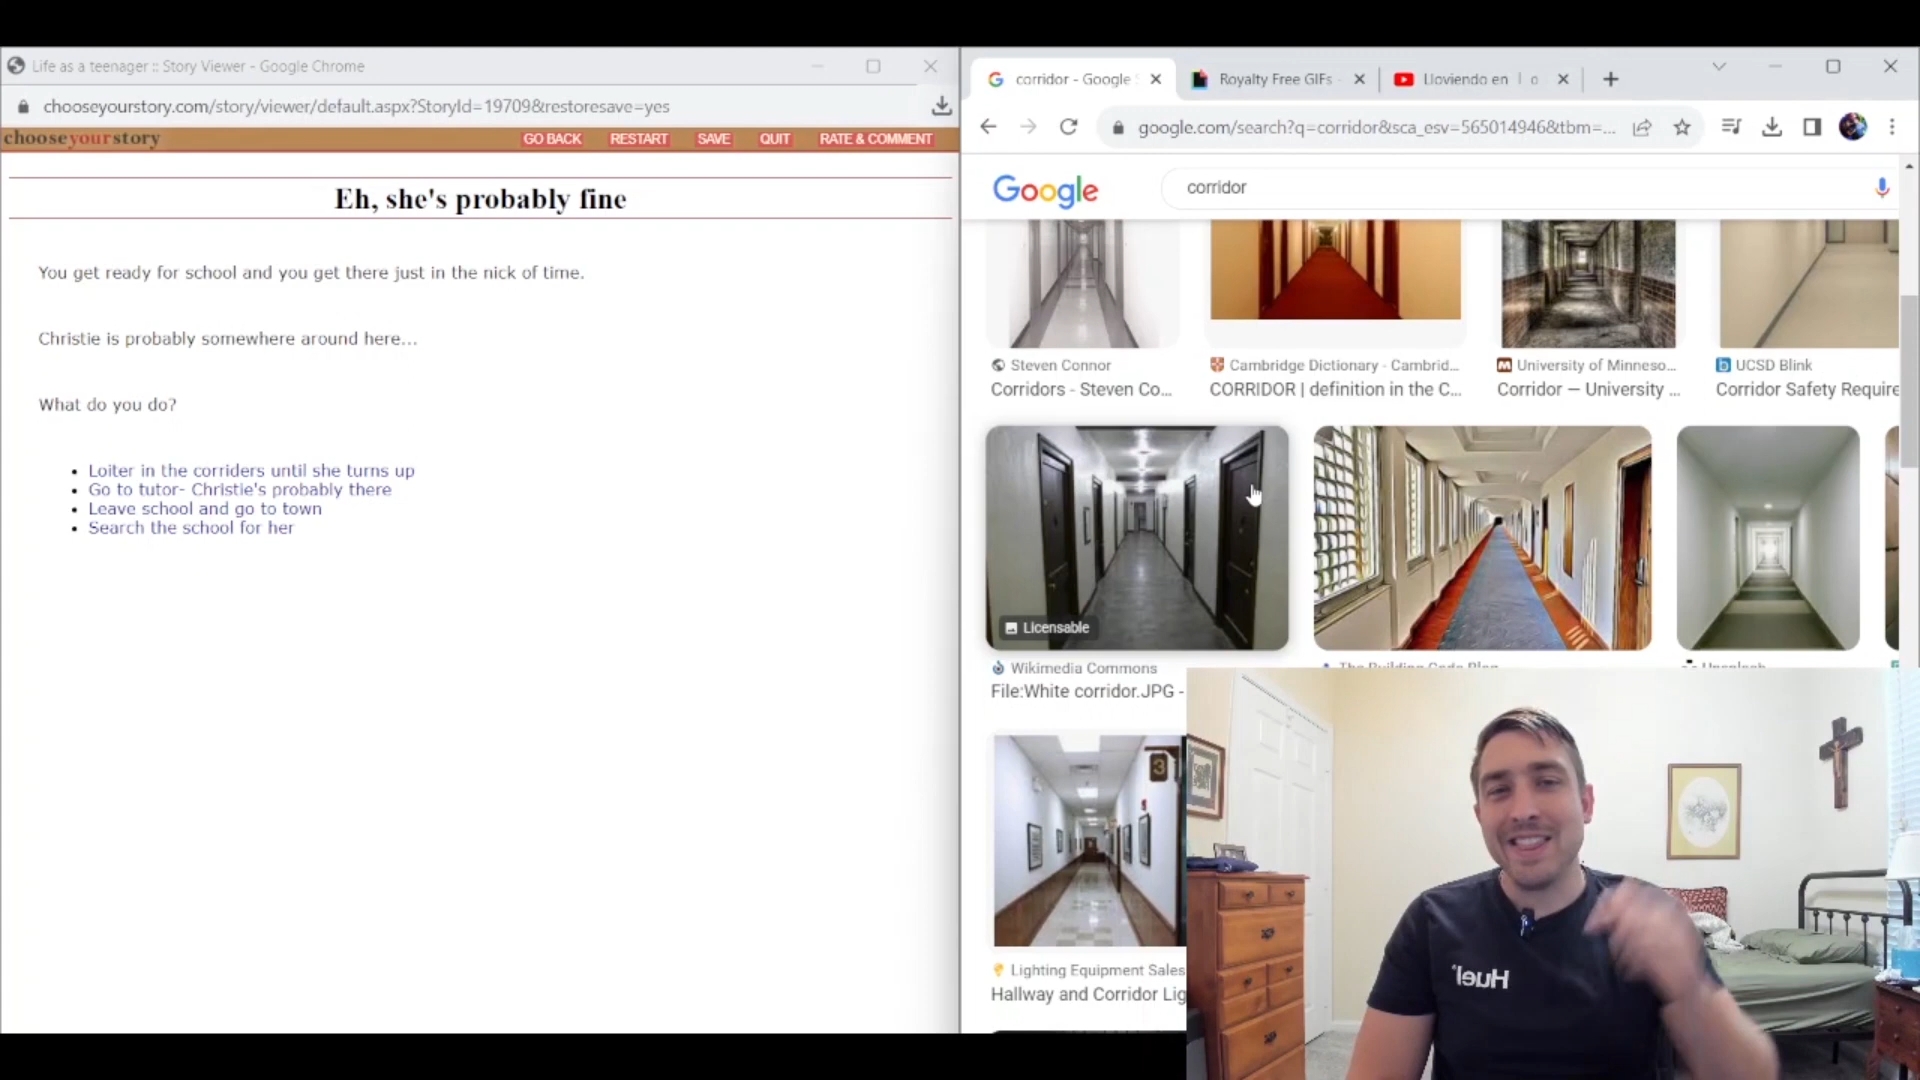 Life as a teenager :: Story Viewer - Google Chrome
chooseyourstory.com/story/viewer/default.aspx?StoryId=19709&restoresave=yes
chooseyourstory
GO BACK RESTART SAVE QUIT RATE & COMMENT
Eh, she's probably fine
You get ready for school and you get there just in the nick of time.
Christie is probably somewhere around here...
What do you do?
Loiter in the corriders until she turns up
Go to tutor- Christie's probably there
Leave school and go to town
Search the school for her
corridor - Google Royalty Free GIFs - Lloviendo en
google.com/search?q=corridor&sca_esv=565014946&tbm=...
Google
corridor
Steven Connor
Corridors - Steven Co...
Cambridge Dictionary - Cambrid...
CORRIDOR | definition in the C...
University of Minneso...
Corridor — University ...
UCSD Blink
Corridor Safety Require
Licensable
Wikimedia Commons
File:White corridor.JPG -
The Building Code Blog
Unsplash
3
Lighting Equipment Sales
Hallway and Corridor Lig
Huel